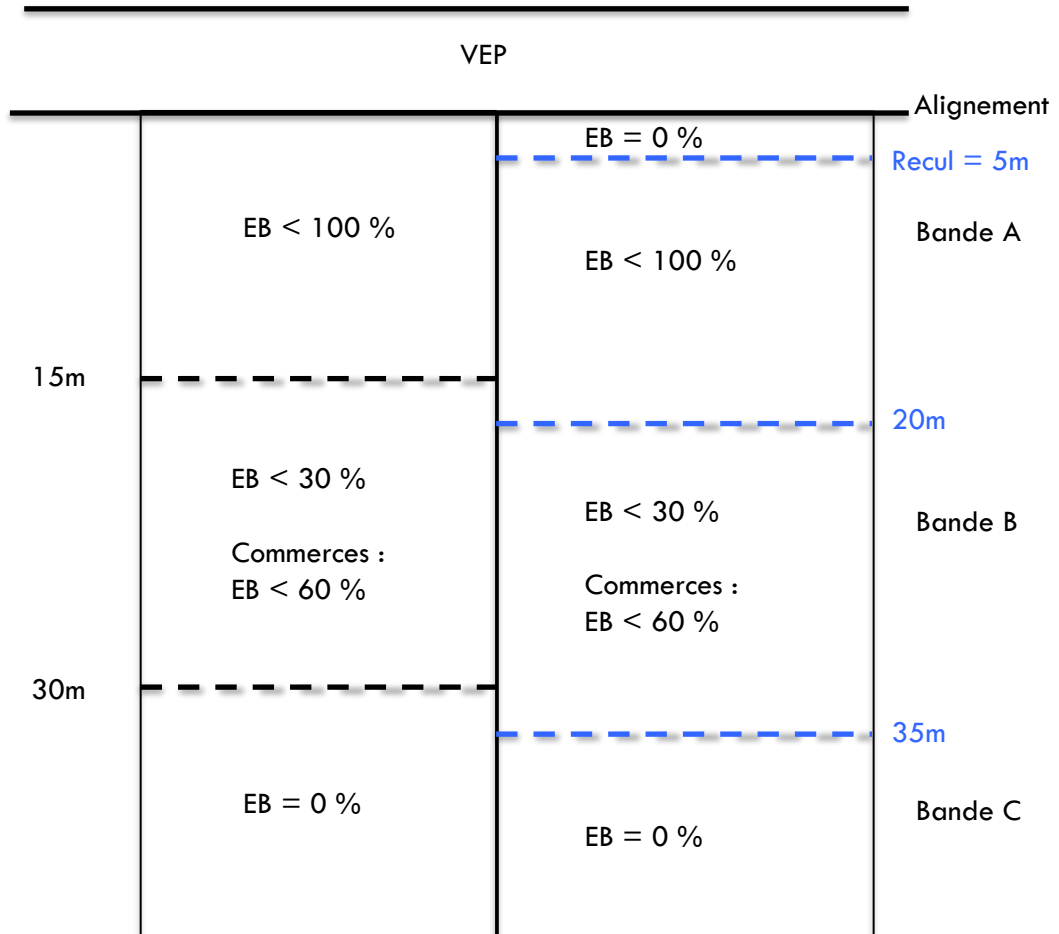 VEP
Alignement
EB = 0 %
Recul = 5m
EB < 100 %
Bande A
EB < 100 %
15m
20m
EB < 30 %
EB < 30 %
Bande B
Commerces :
EB < 60 %
Commerces :
EB < 60 %
30m
35m
EB = 0 %
Bande C
EB = 0 %